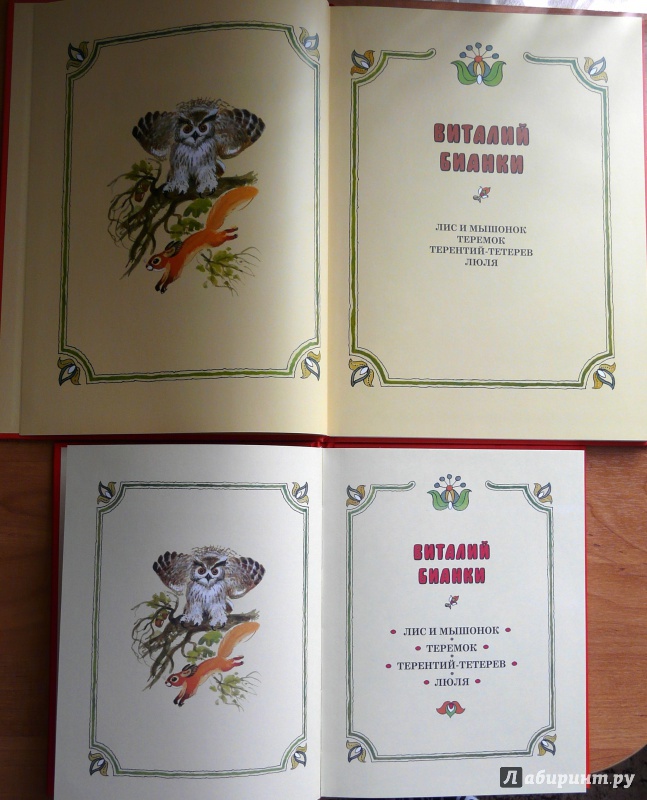 ВИТАЛИЙ
БИАНКИ
ЛИС И МЫШОНОК
ТЕРЕМОК
ТЕРЕНТИЙ-ТЕТЕРЕВ
ЛЮЛЯ
ВИТАЛИЙ
БИАНКИ
ЛИС И МЫШОНОК
ТЕРЕМОК
ТЕРЕНТИЙ-ТЕТЕРЕВ
ЛЮЛЯ
Лабиринт.ру